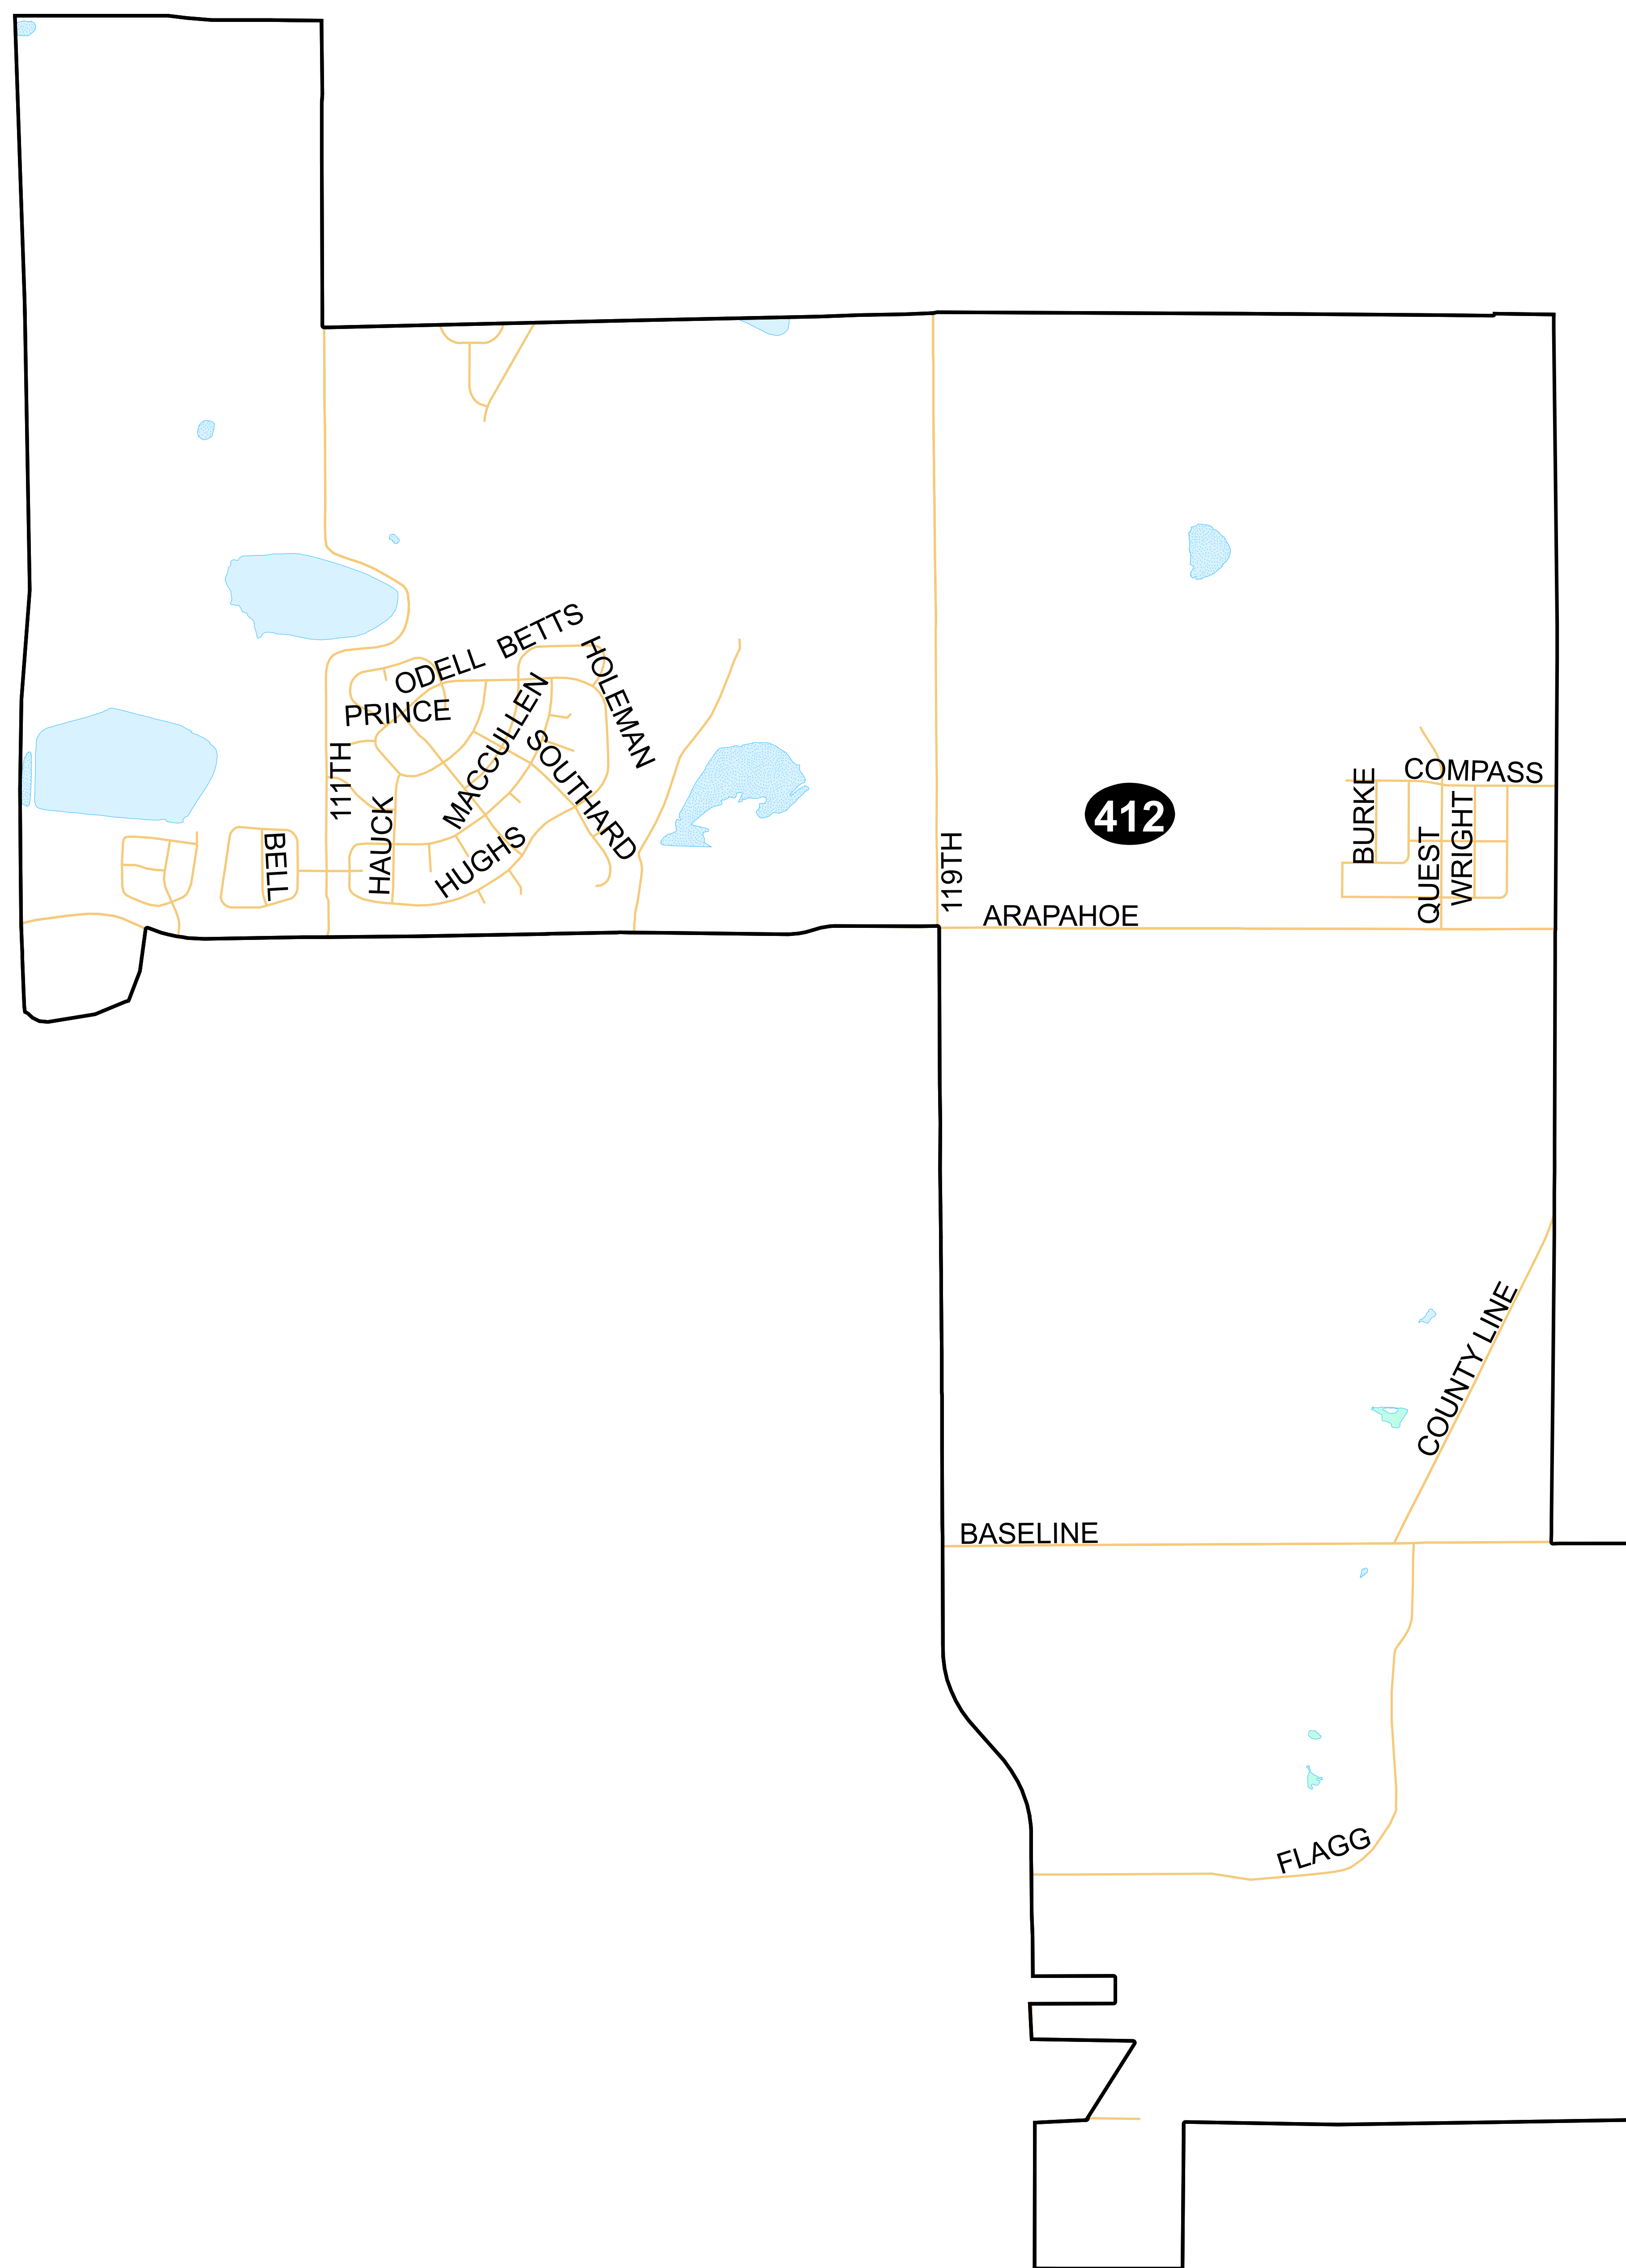 BETTS
ODELL
HOLEMAN
PRINCE
MACCULLEN
SOUTHARD
111TH
HAUCK
HUGHS
BELL
412
119TH
ARAPAHOE
COMPASS
BURKE
QUEST
WRIGHT
COUNTY LINE
BASELINE
FLAGG